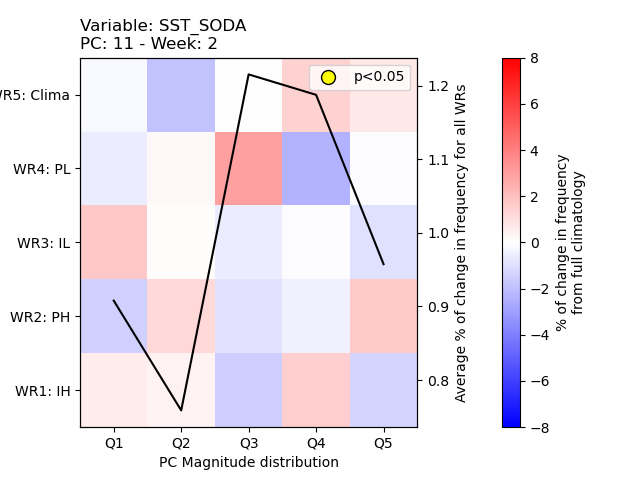 Variable: SST_SODA
PC: 11 - Week: 2
p<0.05
WR5: Clima
WR4: PL
WR3: IL
WR2: PH
WR1: IH
Q1 Q2 Q3 Q4 Q5
PC Magnitude distribution
1.2
1.1
1.0
0.9
0.8
Average % of change in frequency for all WRs
8
6
4
2
0
−2
−4
−6
−8
% of change in frequency
from full climatology